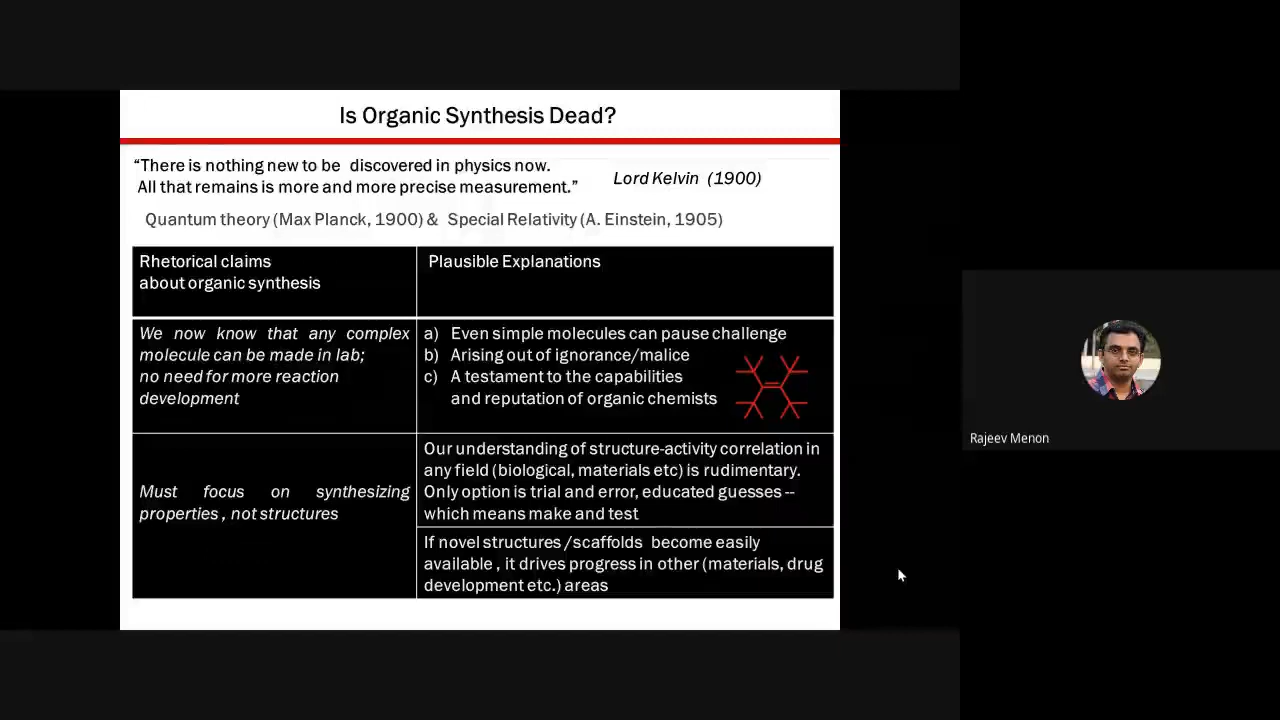 Is Organic Synthesis Dead?
“There is nothing new to be discovered in physics now.
All that remains is more and more precise measurement.”
Lord Kelvin (1900)
Quantum theory (Max Planck, 1900) & Special Relativity (A. Einstein, 1905)
Rhetorical claims
about organic synthesis
Plausible Explanations
We now know that any complex
molecule can be made in lab;
no need for more reaction
development
a) Even simple molecules can pause challenge
b) Arising out of ignorance/malice
c) A testament to the capabilities
and reputation of organic chemists
Must focus on synthesizing
properties , not structures
Our understanding of structure-activity correlation in
any field (biological, materials etc) is rudimentary.
Only option is trial and error, educated guesses --
which means make and test
If novel structures /scaffolds become easily
available , it drives progress in other (materials, drug
development etc.) areas
Rajeev Menon